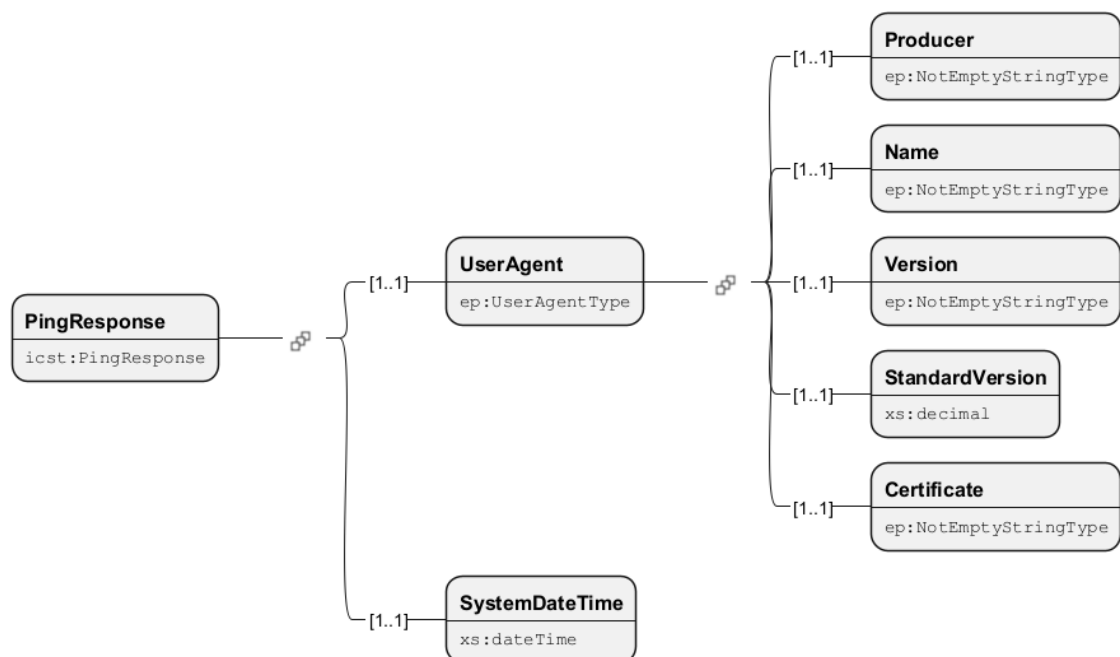 PingResponse
icst:PingResponse
[1..1]
UserAgent
ep:UserAgentType
[1..1]
Producer
ep:NotEmptyStringType
[1..1]
Name
ep:NotEmptyStringType
[1..1]
Version
ep:NotEmptyStringType
[1..1]
StandardVersion
xs:decimal
[1..1]
Certificate
ep:NotEmptyStringType
[1..1]
SystemDateTime
xs:dateTime